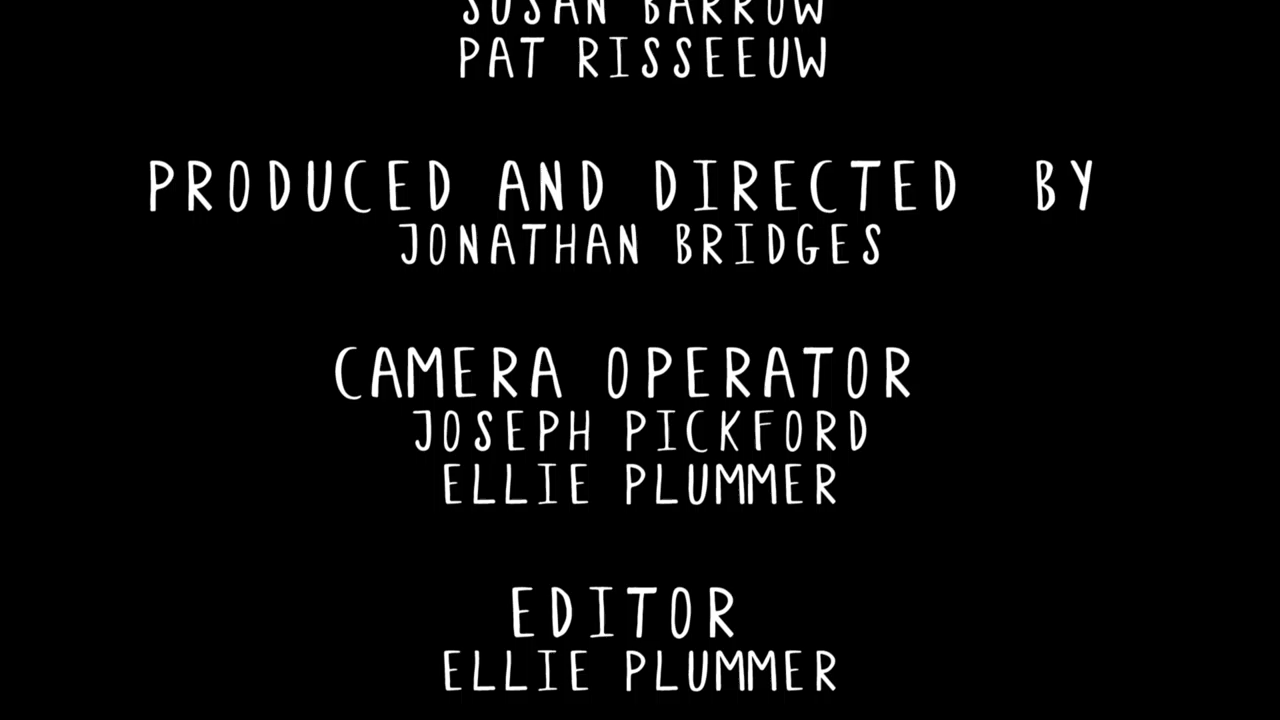 SUSAN BARROW
PAT RISSEEUW
PRODUCED AND DIRECTED BY
JONATHAN BRIDGES
CAMERA OPERATOR
JOSEPH PICKFORD
ELLIE PLUMMER
EDITOR
ELLIE PLUMMER